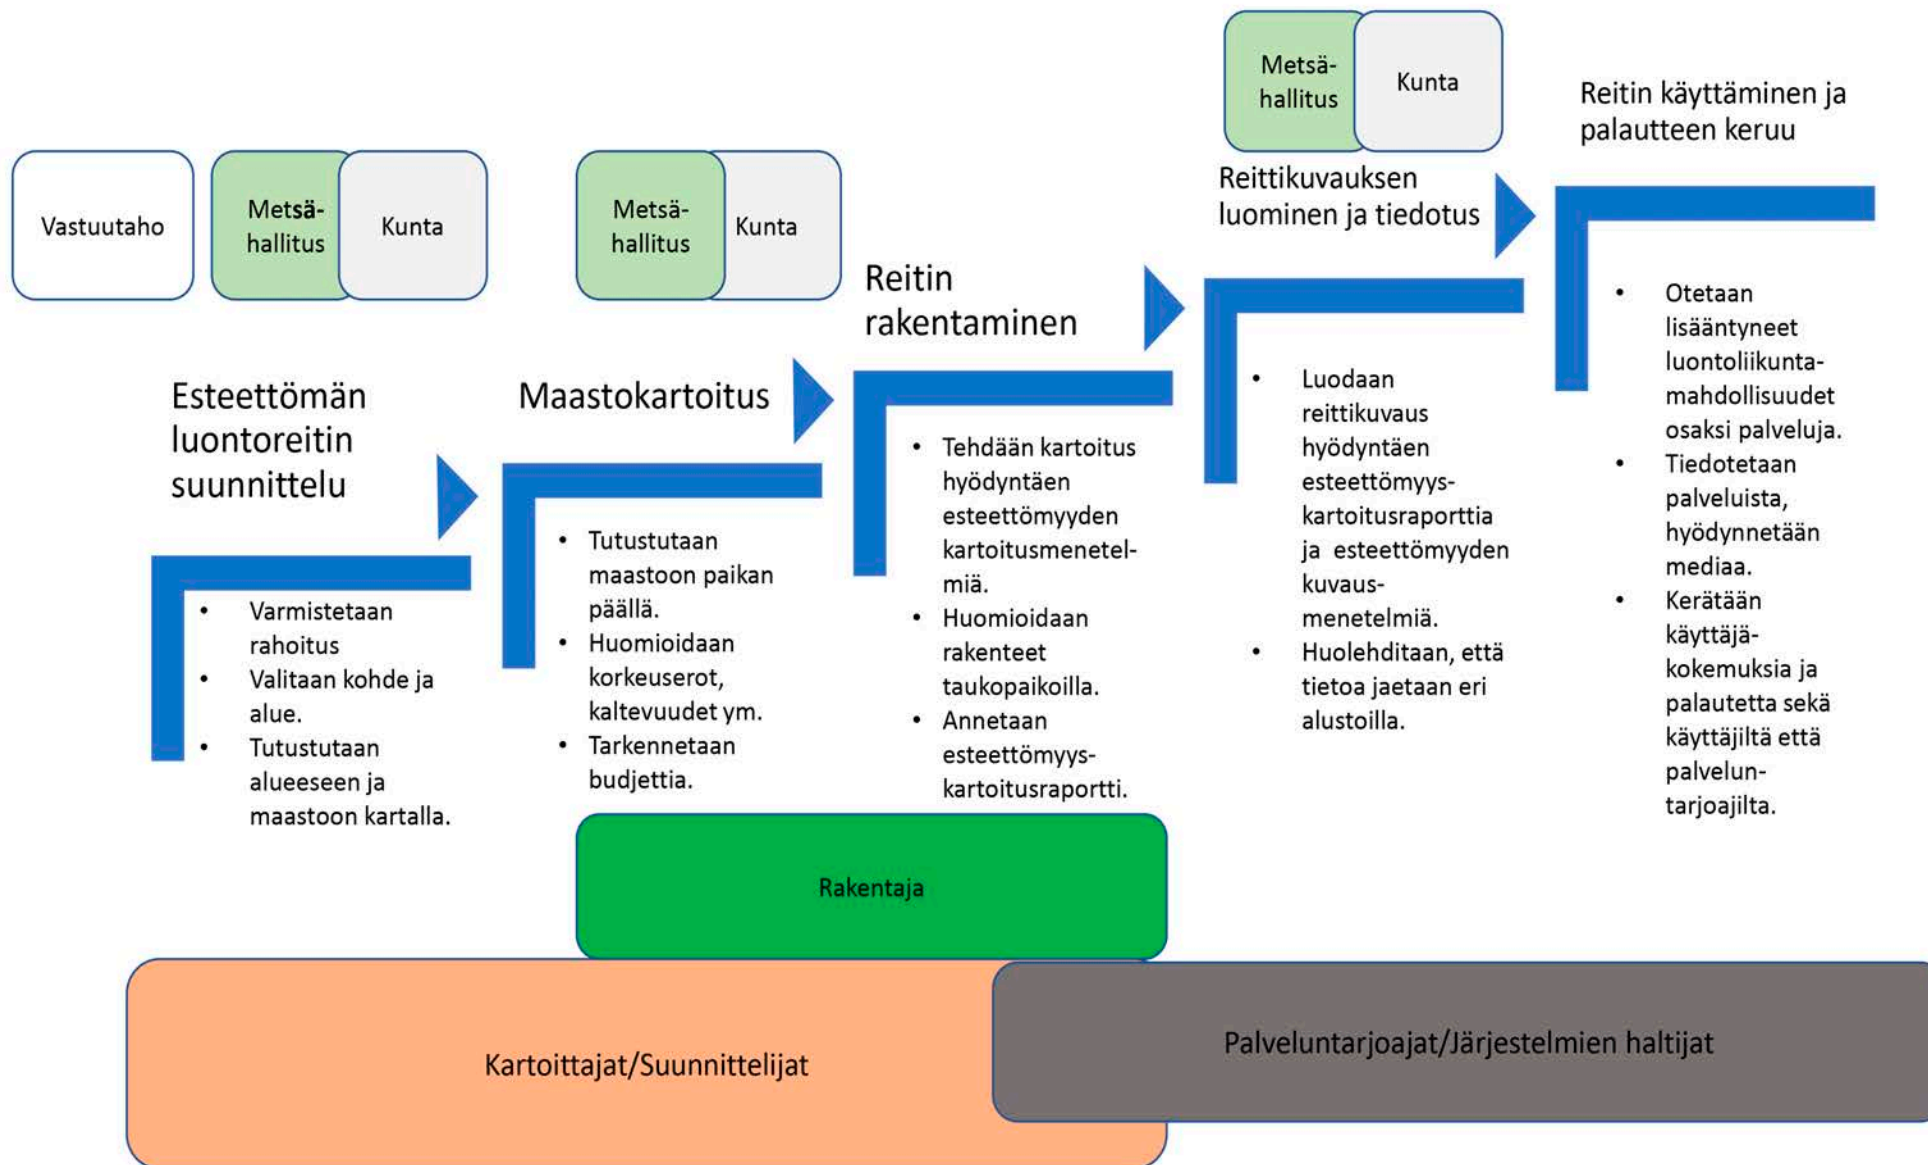 Vastuutaho
Metsä-
hallitus
Kunta
Metsä-
hallitus
Kunta
Metsä-
hallitus
Kunta
Esteettömän
luontoreitin
suunnittelu
• Varmistetaan
rahoitus
• Valitaan kohde ja
alue.
• Tutustutaan
alueeseen ja
maastoon kartalla.
Maastokartoitus
• Tutustutaan
maastoon paikan
päällä.
• Huomioidaan
korkeuserot,
kaltevuudet ym.
• Tarkennetaan
budjettia.
Reitin
rakentaminen
• Tehdään kartoitus
hyödyntäen
esteettömyyden
kartoitusmenetel-
miä.
• Huomioidaan
rakenteet
taukopaikoilla.
• Annetaan
esteettömyys-
kartoitusraportti.
Reittikuvauksen
luominen ja tiedotus
• Luodaan
reittikuvaus
hyödyntäen
esteettömyys-
kartoitusraporttia
ja esteettömyyden
kuvaus-
menetelmiä.
• Huolehditaan, että
tietoa jaetaan eri
alustoilla.
Reitin käyttäminen ja
palautteen keruu
• Otetaan
lisääntyneet
luontoliikunta-
mahdollisuudet
osaksi palveluja.
• Tiedotetaan
palveluista,
hyödynnetään
mediaa.
• Kerätään
käyttäjä-
kokemuksia ja
palautetta sekä
käyttäjiltä että
palvelun-
tarjoajilta.
Rakentaja
Kartoittajat/Suunnittelijat
Palveluntarjoajat/Järjestelmien haltijat